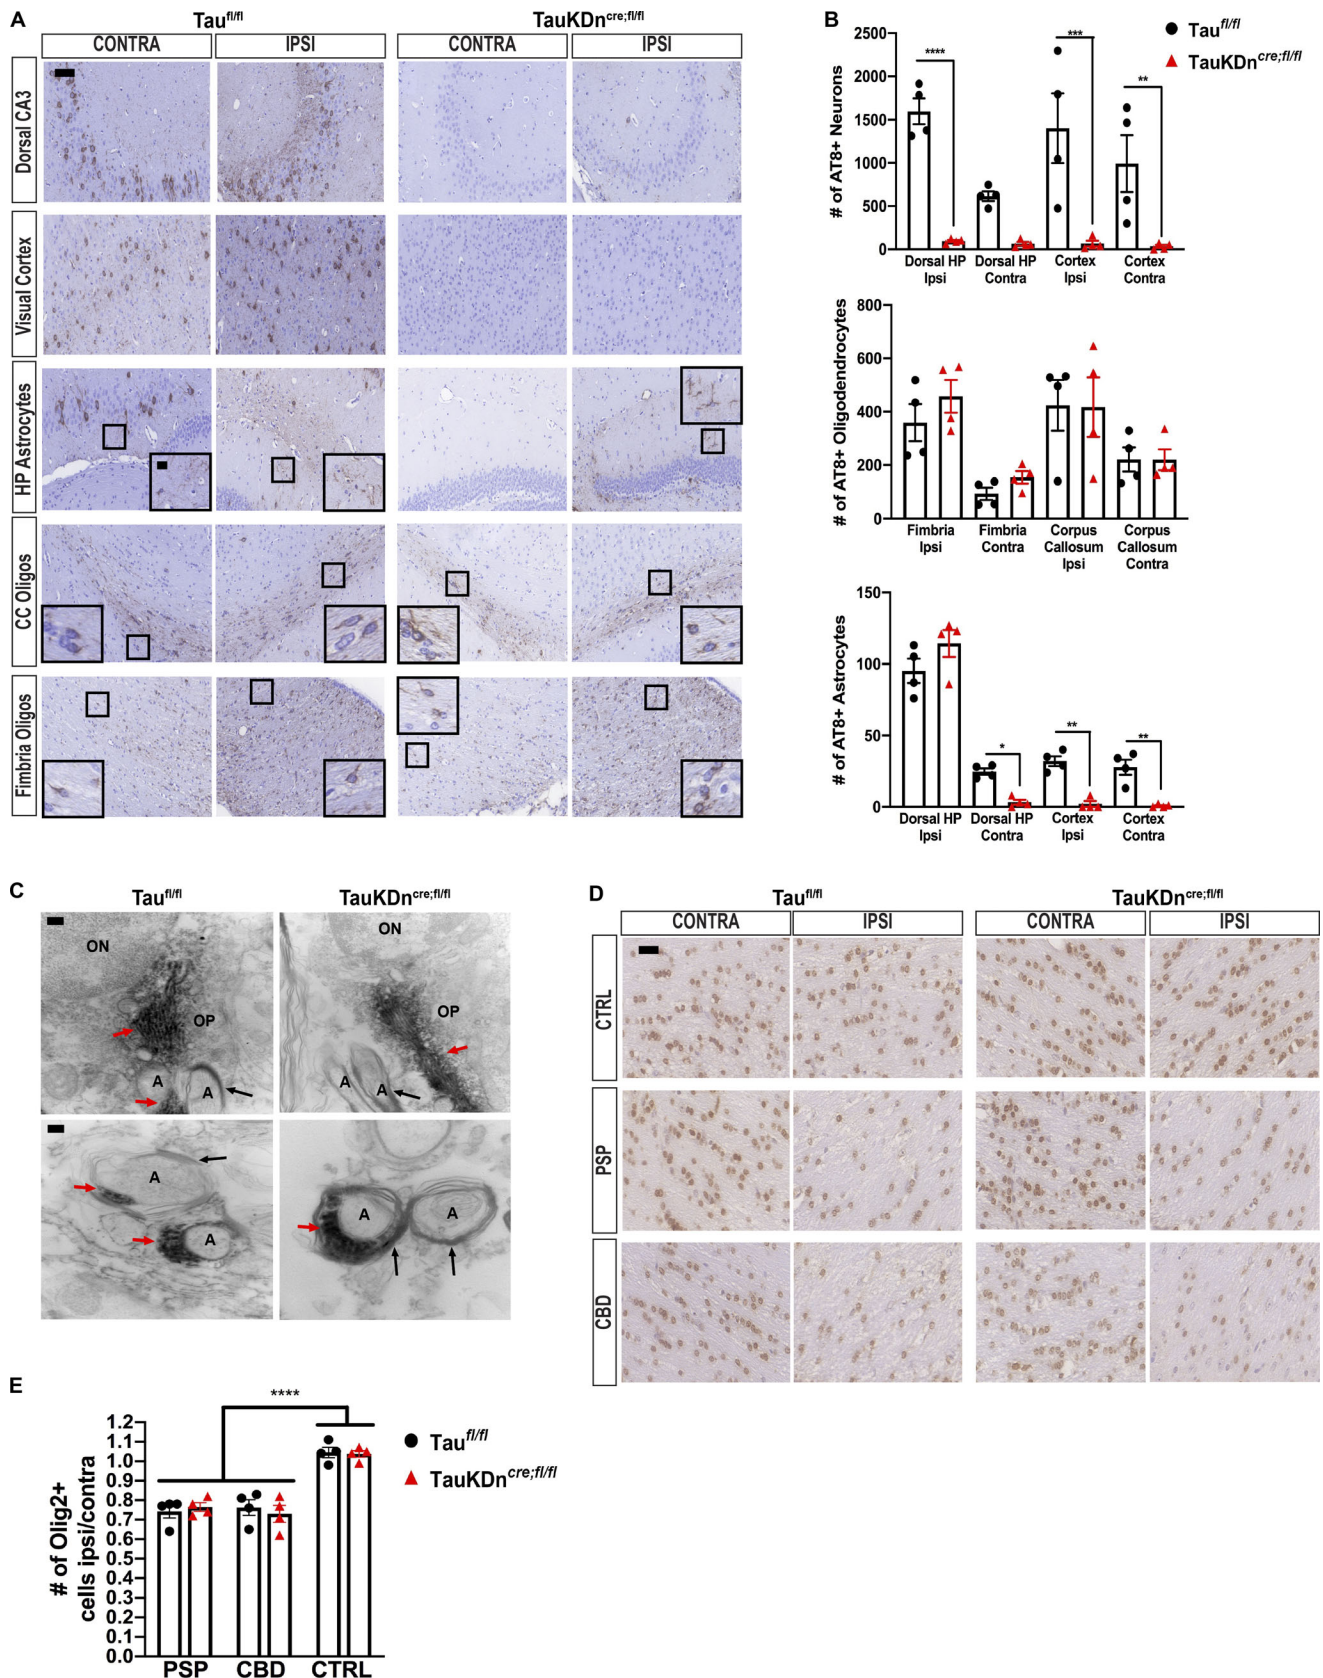 A
Tau^fl/fl
TauKDn^cre;fl/fl
CONTRA
IPSI
CONTRA
IPSI
Dorsal CA3
Visual Cortex
HP Astrocytes
CC Oligos
Fimbria Oligos
B
Tau^fl/fl
TauKDn^cre;fl/fl
# of AT8+ Neurons
2500
2000
1500
1000
500
0
****
***
**
Dorsal HP Ipsi
Dorsal HP Contra
Cortex Ipsi
Cortex Contra
# of AT8+ Oligodendrocytes
800
600
400
200
0
Fimbria Ipsi
Fimbria Contra
Corpus Callosum Ipsi
Corpus Callosum Contra
# of AT8+ Astrocytes
150
100
50
0
*
**
**
Dorsal HP Ipsi
Dorsal HP Contra
Cortex Ipsi
Cortex Contra
C
Tau^fl/fl
TauKDn^cre;fl/fl
ON
OP
A
A
ON
OP
A
A
A
A
A
A
D
Tau^fl/fl
TauKDn^cre;fl/fl
CONTRA
IPSI
CONTRA
IPSI
CTRL
PSP
CBD
E
****
Tau^fl/fl
TauKDn^cre;fl/fl
# of Olig2+
cells ipsi/contra
1.2
1.1
1.0
0.9
0.8
0.7
0.6
0.5
0.4
0.3
0.2
0.1
0.0
PSP
CBD
CTRL